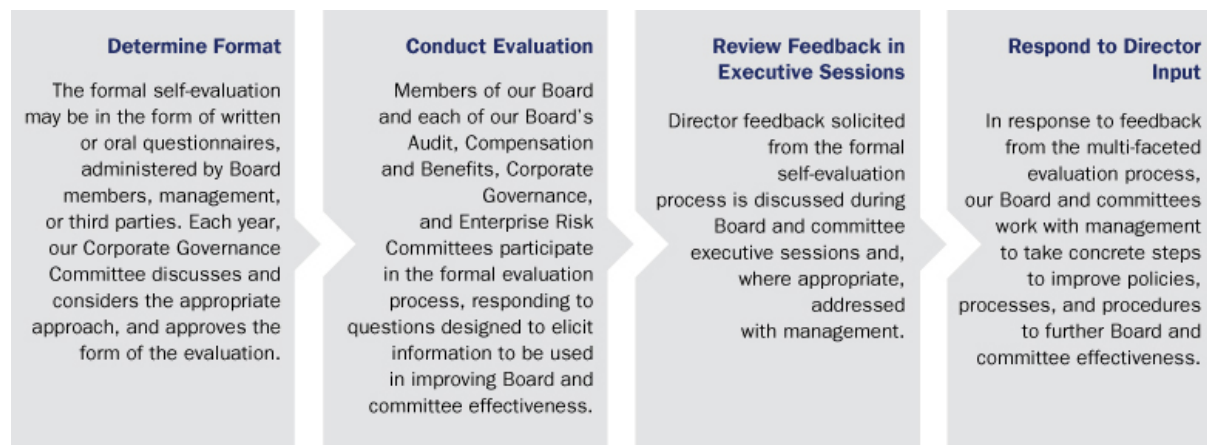 Determine Format
The formal self-evaluation
may be in the form of written
or oral questionnaires,
administered by Board
members, management,
or third parties. Each year,
our Corporate Governance
Committee discusses and
considers the appropriate
approach, and approves the
form of the evaluation.
Conduct Evaluation
Members of our Board
and each of our Board's
Audit, Compensation
and Benefits, Corporate
Governance,
and Enterprise Risk
Committees participate
in the formal evaluation
process, responding to
questions designed to elicit
information to be used
in improving Board and
committee effectiveness.
Review Feedback in
Executive Sessions
Director feedback solicited
from the formal
self-evaluation
process is discussed during
Board and committee
executive sessions and,
where appropriate,
addressed
with management.
Respond to Director
Input
In response to feedback
from the multi-faceted
evaluation process,
our Board and committees
work with management
to take concrete steps
to improve policies,
processes, and procedures
to further Board and
committee effectiveness.